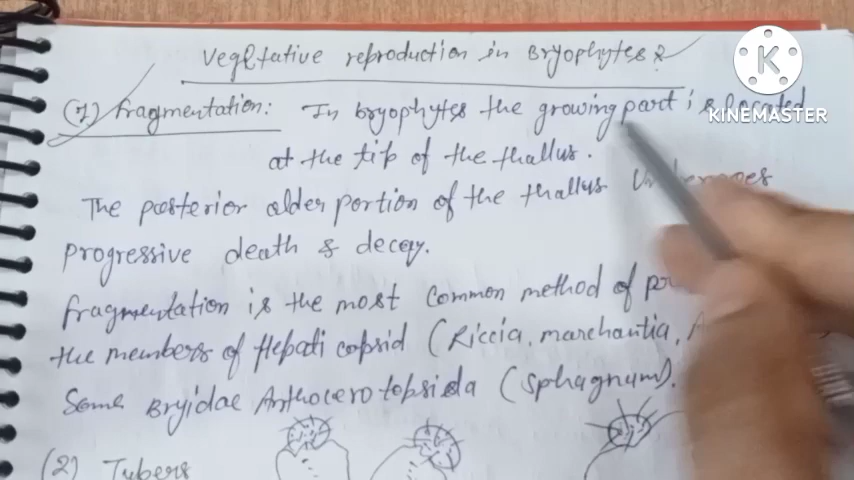 Vegetative reproduction in Bryophytes :
(1) fragmentation: In bryophytes the growing part is located
at the tip of the thallus.
The posterior older portion of the thallus Undergoes
progressive death & decay.
fragmentation is the most common method of
the members of Hepati copsid (Riccia, marchantia,
Some Bryidae Anthocerotopsida (Sphagnum).
(2) Tubers
K
KINEMASTER